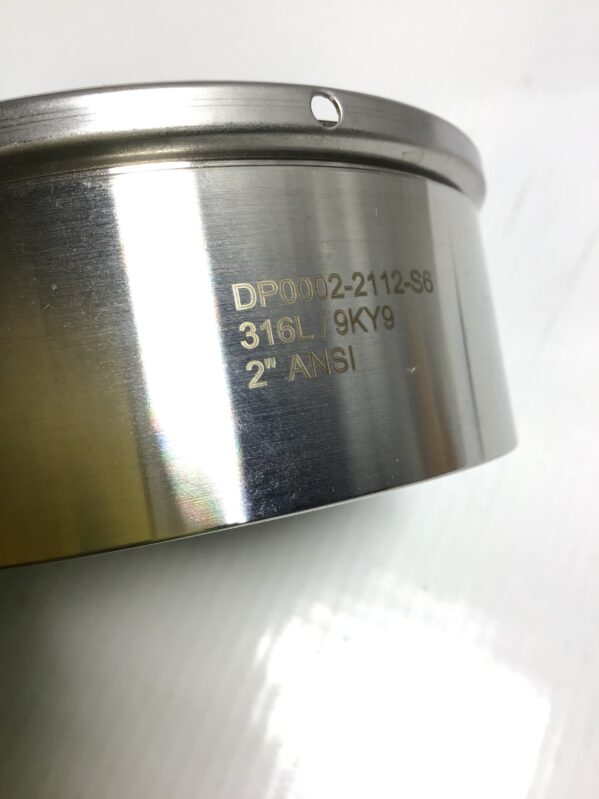 DP0002-2112-S6
316L / 9KY9
2" ANSI